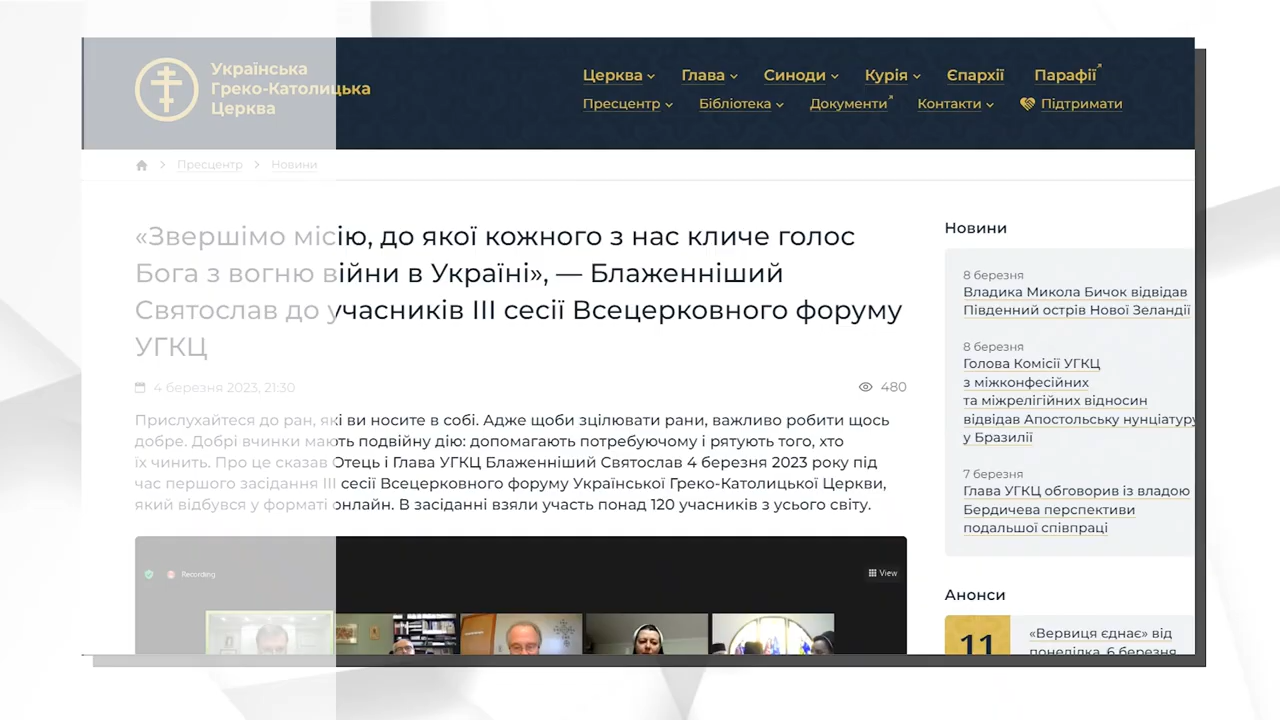 Українська
Греко-Католицька
Церква
Церква Глава Синоди Курія Єпархії Парафії
Пресцентр Бібліотека Документи Контакти Підтримати
Пресцентр Новини
«Звершімо місію, до якої кожного з нас кличе голос
Бога з вогню війни в Україні», — Блаженніший
Святослав до учасників III сесії Всецерковного форуму
УГКЦ
4 березня 2023, 21:30
480
Прислухайтеся до ран, які ви носите в собі. Адже щоби зцілювати рани, важливо робити щось
добре. Добрі вчинки мають подвійну дію: допомагають потребуючому і рятують того, хто
їх чинить. Про це сказав Отець і Глава УГКЦ Блаженніший Святослав 4 березня 2023 року під
час першого засідання III сесії Всецерковного форуму Української Греко-Католицької Церкви,
який відбувся у форматі онлайн. В засіданні взяли участь понад 120 учасників з усього світу.
Recording
View
Новини
8 березня
Владика Микола Бичок відвідав
Південний острів Нової Зеландії
8 березня
Голова Комісії УГКЦ
з міжконфесійних
та міжрелігійних відносин
відвідав Апостольську нунціатуру
у Бразилії
7 березня
Глава УГКЦ обговорив із владою
Бердичева перспективи
подальшої співпраці
Анонси
11
«Вервиця єднає» від
понеділка, 6 березня